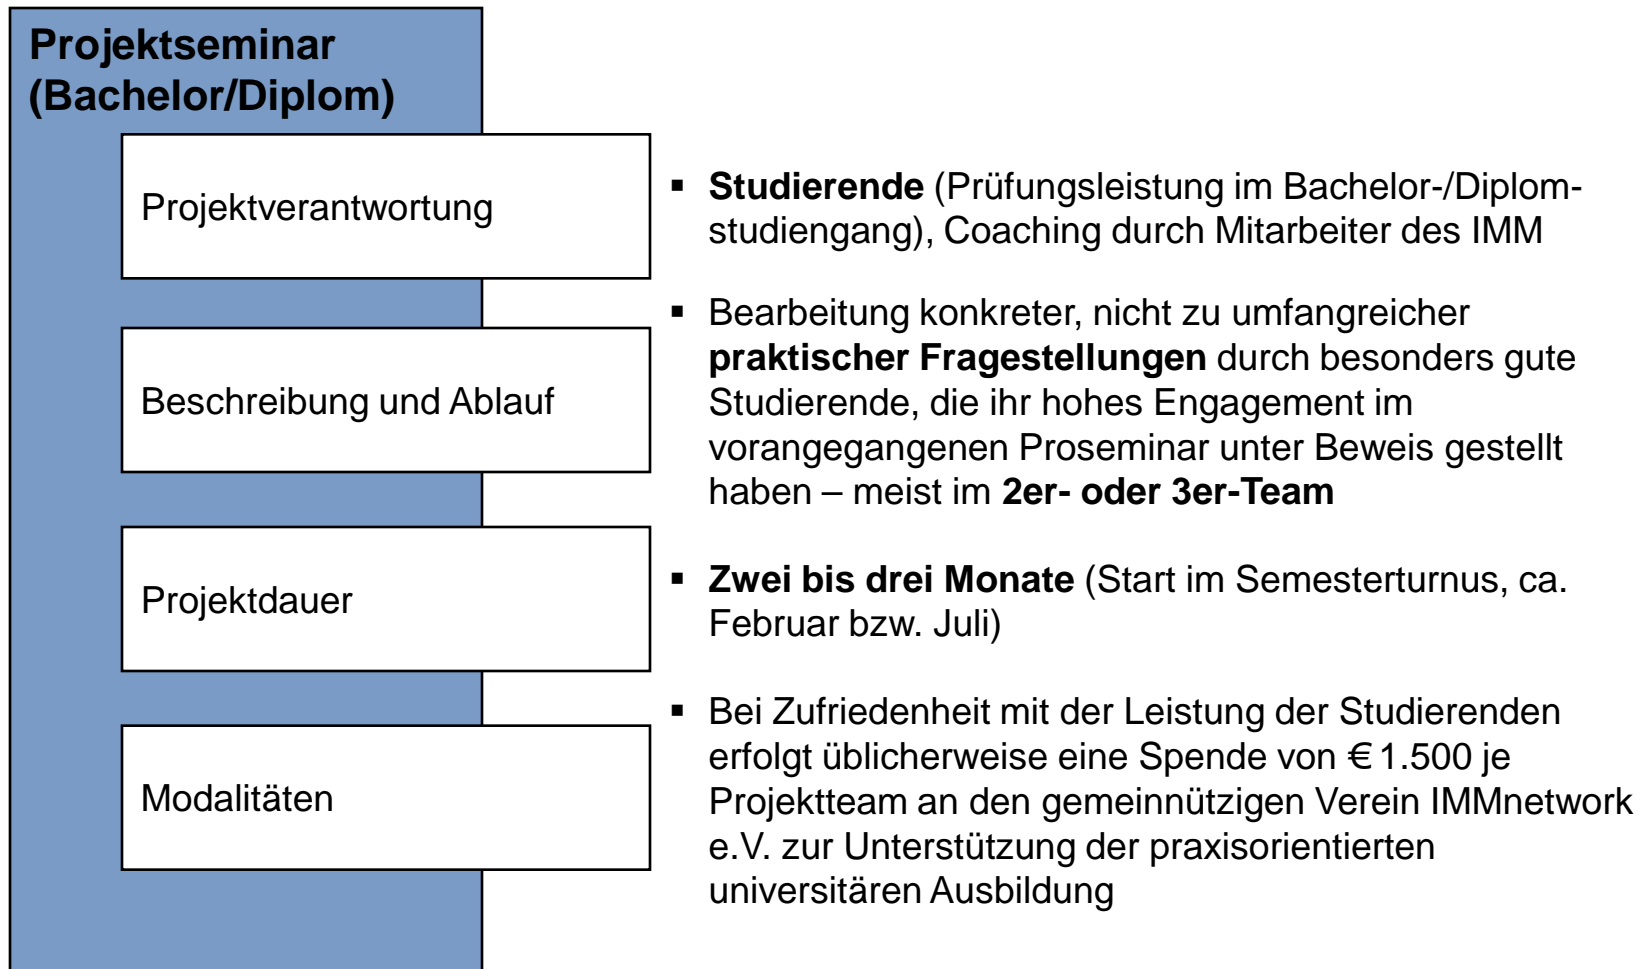 Projektseminar
(Bachelor/Diplom)
Projektverantwortung
▪ Studierende (Prüfungsleistung im Bachelor-/Diplom-
studiengang), Coaching durch Mitarbeiter des IMM
Beschreibung und Ablauf
▪ Bearbeitung konkreter, nicht zu umfangreicher
praktischer Fragestellungen durch besonders gute
Studierende, die ihr hohes Engagement im
vorangegangenen Proseminar unter Beweis gestellt
haben – meist im 2er- oder 3er-Team
Projektdauer
▪ Zwei bis drei Monate (Start im Semesterturnus, ca.
Februar bzw. Juli)
Modalitäten
▪ Bei Zufriedenheit mit der Leistung der Studierenden
erfolgt üblicherweise eine Spende von € 1.500 je
Projektteam an den gemeinnützigen Verein IMMnetwork
e.V. zur Unterstützung der praxisorientierten
universitären Ausbildung